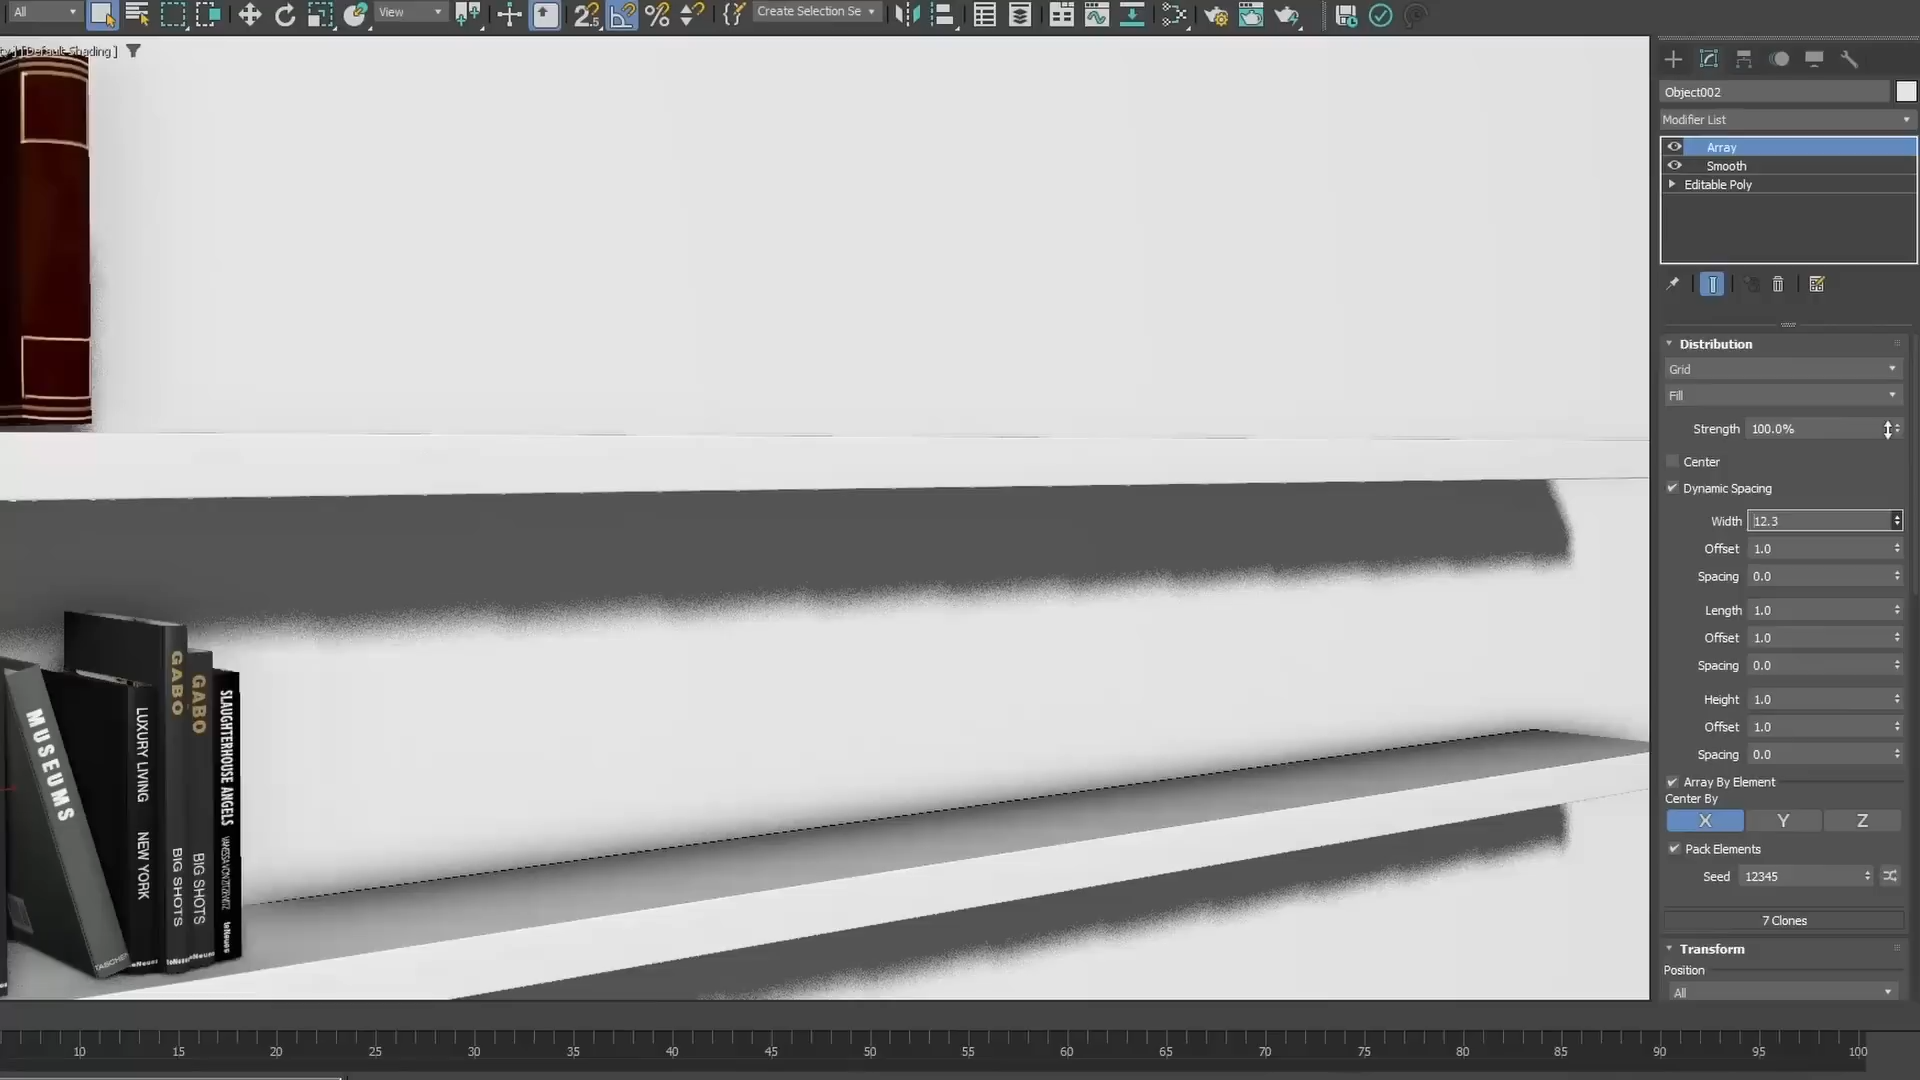 All
View
Create Selection Se
ty ] [ Default Shading ]
Object002
Modifier List
Array
Smooth
Editable Poly
Distribution
Grid
Fill
Strength 100.0%
Center
Dynamic Spacing
Width 12.3
Offset 1.0
Spacing 0.0
Length 1.0
Offset 1.0
Spacing 0.0
Height 1.0
Offset 1.0
Spacing 0.0
Array By Element
Center By
X Y Z
Pack Elements
Seed 12345
7 Clones
Transform
Position
All
MUSEUMS
TASCHEN
LUXURY LIVING NEW YORK
GABO BIG SHOTS
GABO BIG SHOTS
SLAUGHTERHOUSE ANGELS
10 15 20 25 30 35 40 45 50 55 60 65 70 75 80 85 90 95 100